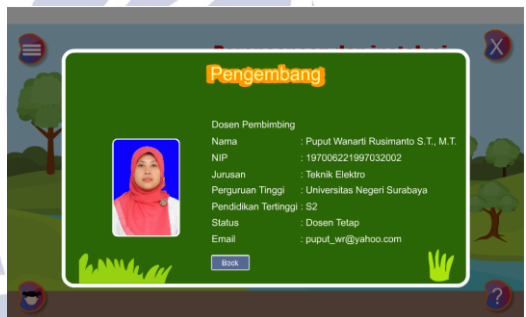 X
Pengembang
Dosen Pembimbing
Nama : Puput Wanarti Rusimanto S.T., M.T.
NIP : 197006221997032002
Jurusan : Teknik Elektro
Perguruan Tinggi : Universitas Negeri Surabaya
Pendidikan Tertinggi : S2
Status : Dosen Tetap
Email : puput_wr@yahoo.com
Back
?